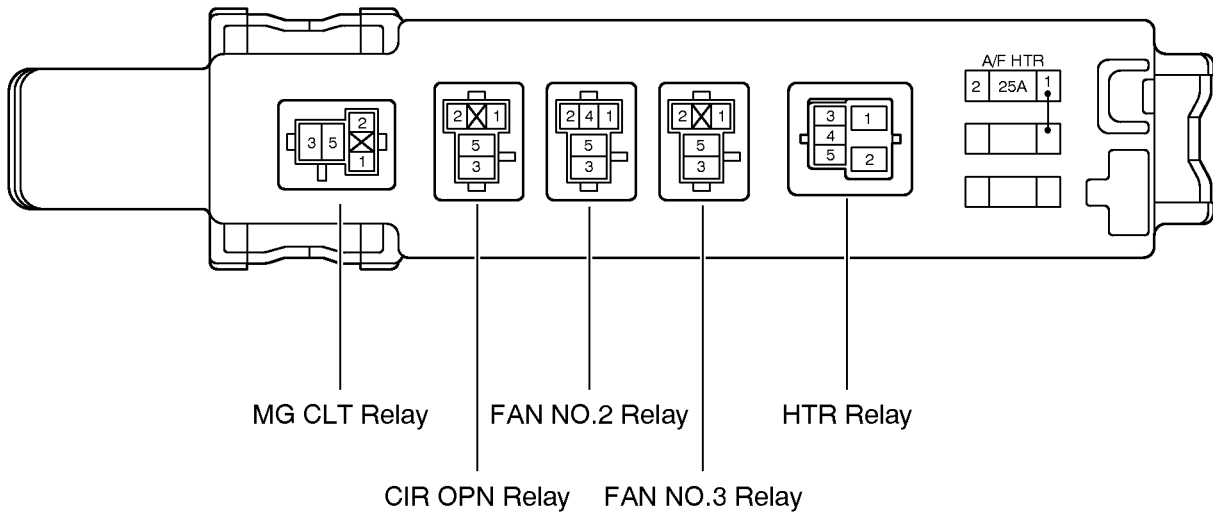 A/F HTR
2 25A 1
3 5 2 1
2 1 5 3
2 4 1 5 3
2 1 5 3
3 4 5 1 2
MG CLT Relay
FAN NO.2 Relay
HTR Relay
CIR OPN Relay
FAN NO.3 Relay